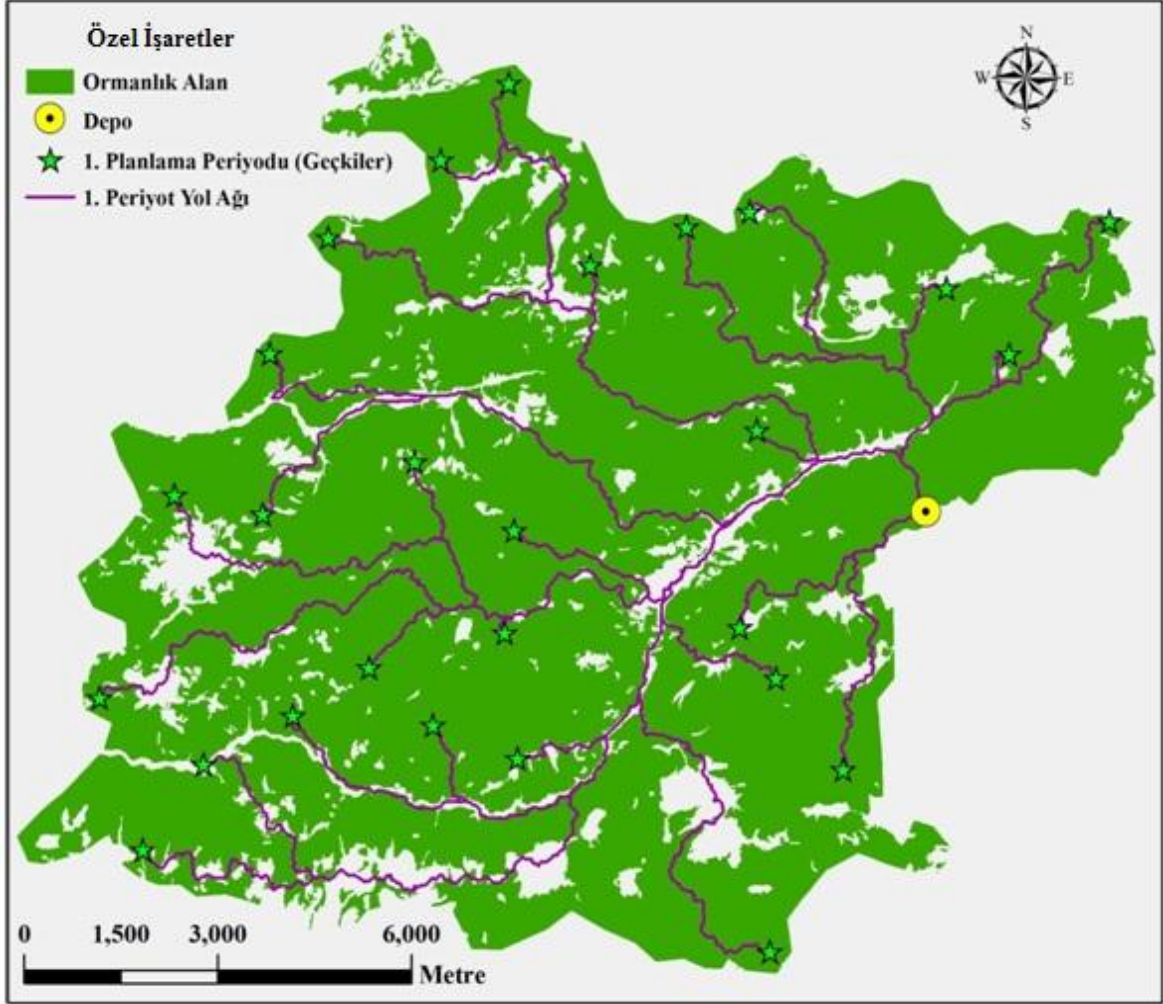 Özel İşaretler
Ormanlık Alan
Depo
1. Planlama Periyodu (Geçkiler)
1. Periyot Yol Ağı
N
W E
S
0 1,500 3,000 6,000
Metre